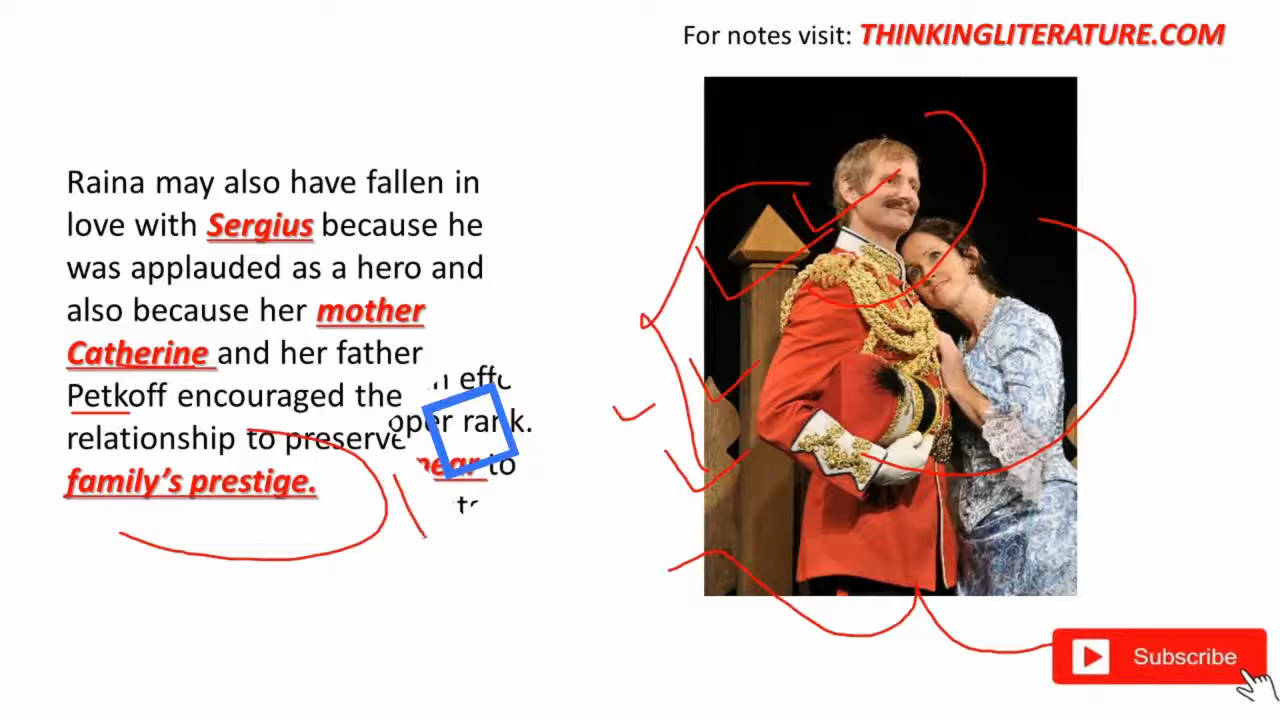 For notes visit: THINKINGLITERATURE.COM
Raina may also have fallen in
love with Sergius because he
was applauded as a hero and
also because her mother
Catherine and her father
Petkoff encouraged the
relationship to preserve
family's prestige.
rank.
to
Subscribe